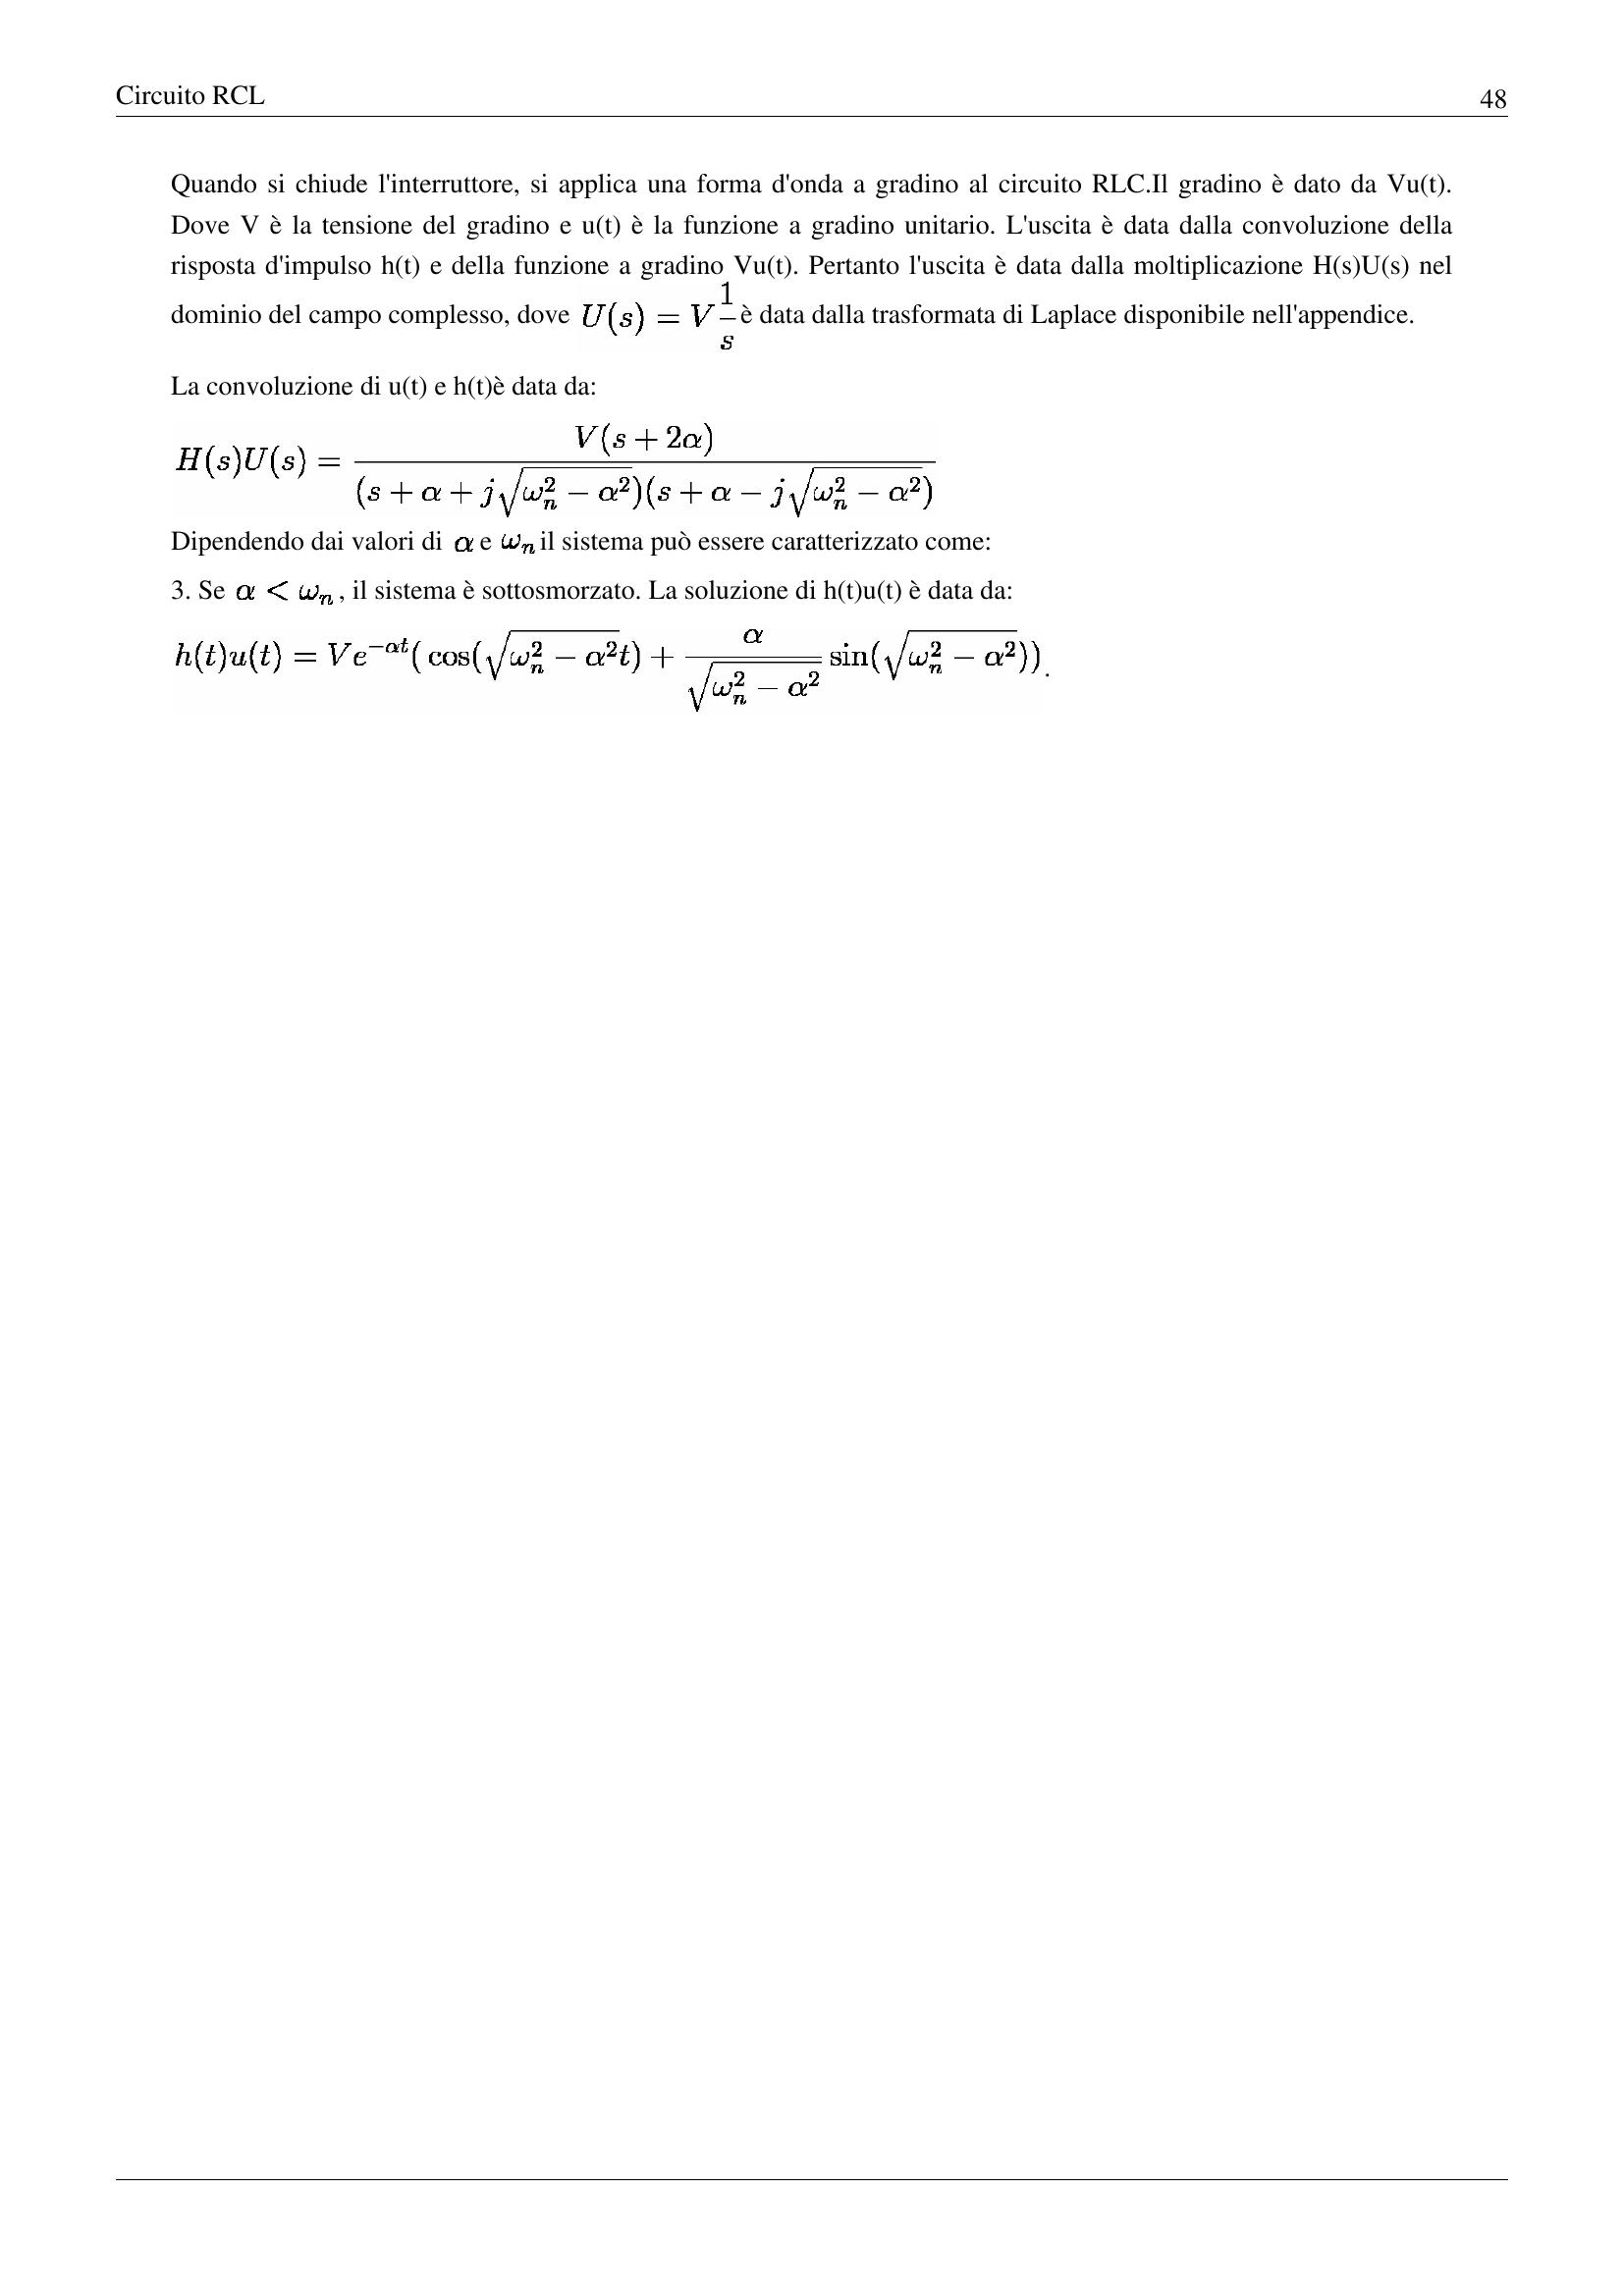 Circuito RCL 48
Quando si chiude l'interruttore, si applica una forma d'onda a gradino al circuito RLC.Il gradino è dato da Vu(t).
Dove V è la tensione del gradino e u(t) è la funzione a gradino unitario. L'uscita è data dalla convoluzione della
risposta d'impulso h(t) e della funzione a gradino Vu(t). Pertanto l'uscita è data dalla moltiplicazione H(s)U(s) nel
dominio del campo complesso, dove $U(s) = V\frac{1}{s}$ è data dalla trasformata di Laplace disponibile nell'appendice.
La convoluzione di u(t) e h(t)è data da:
$H(s)U(s) = \frac{V(s+2\alpha)}{(s+\alpha+j\sqrt{\omega_n^2-\alpha^2})(s+\alpha-j\sqrt{\omega_n^2-\alpha^2})}$
Dipendendo dai valori di $\alpha$ e $\omega_n$ il sistema può essere caratterizzato come:
3. Se $\alpha < \omega_n$, il sistema è sottosmorzato. La soluzione di h(t)u(t) è data da:
$h(t)u(t) = Ve^{-\alpha t}(\cos(\sqrt{\omega_n^2-\alpha^2}t) + \frac{\alpha}{\sqrt{\omega_n^2-\alpha^2}}\sin(\sqrt{\omega_n^2-\alpha^2}))$.